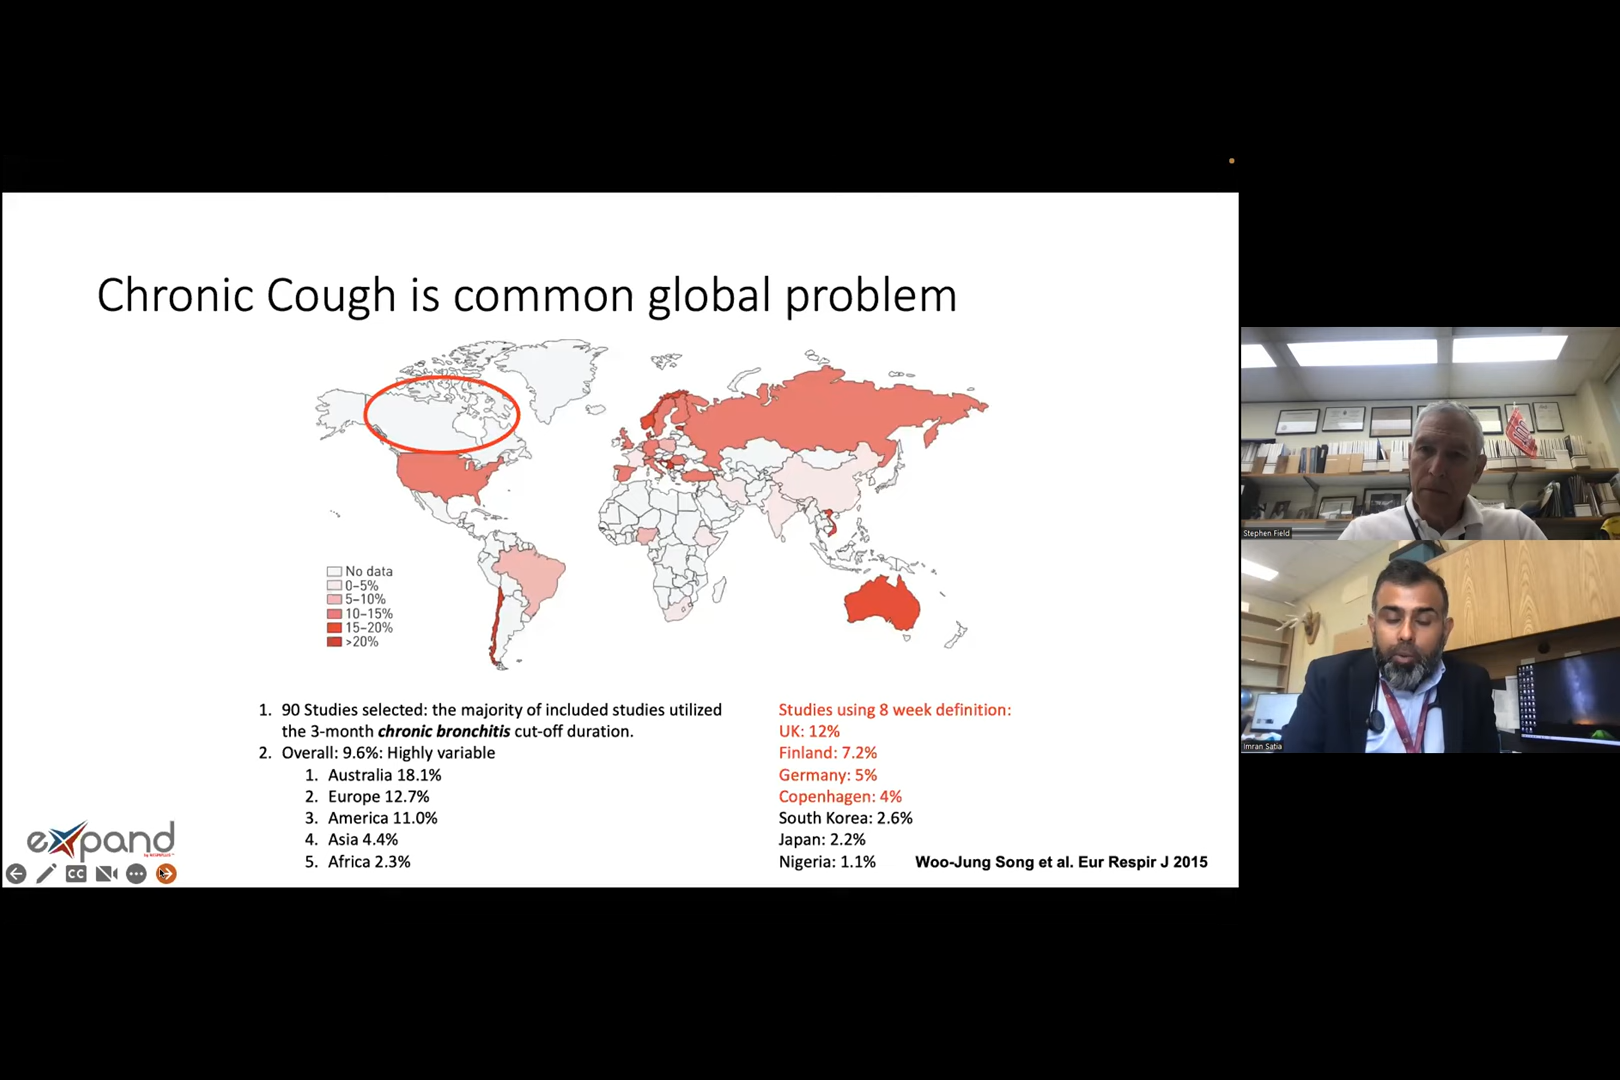 Chronic Cough is common global problem
No data
0–5%
5–10%
10–15%
15–20%
>20%
1. 90 Studies selected: the majority of included studies utilized
the 3-month chronic bronchitis cut-off duration.
2. Overall: 9.6%: Highly variable
1. Australia 18.1%
2. Europe 12.7%
3. America 11.0%
4. Asia 4.4%
5. Africa 2.3%
Studies using 8 week definition:
UK: 12%
Finland: 7.2%
Germany: 5%
Copenhagen: 4%
South Korea: 2.6%
Japan: 2.2%
Nigeria: 1.1%
Woo-Jung Song et al. Eur Respir J 2015
expand
CC
Stephen Field
Imran Satia